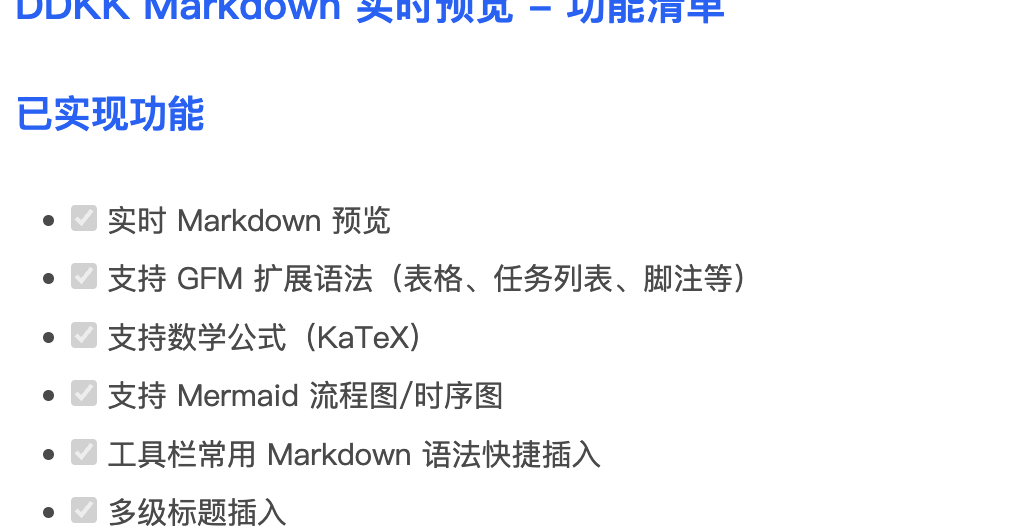 DDKK Markdown 实时预览 – 功能清单
已实现功能
实时 Markdown 预览
支持 GFM 扩展语法（表格、任务列表、脚注等）
支持数学公式（KaTeX）
支持 Mermaid 流程图/时序图
工具栏常用 Markdown 语法快捷插入
多级标题插入